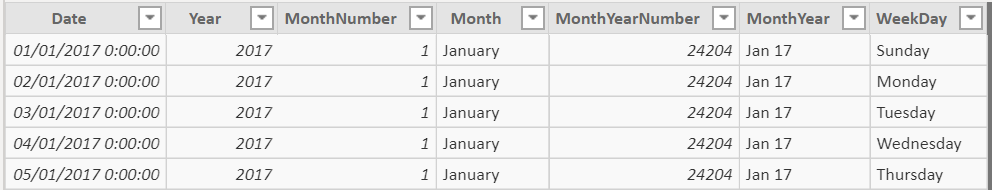 Date Year MonthNumber Month MonthYearNumber MonthYear WeekDay
01/01/2017 0:00:00 2017 1 January 24204 Jan 17 Sunday
02/01/2017 0:00:00 2017 1 January 24204 Jan 17 Monday
03/01/2017 0:00:00 2017 1 January 24204 Jan 17 Tuesday
04/01/2017 0:00:00 2017 1 January 24204 Jan 17 Wednesday
05/01/2017 0:00:00 2017 1 January 24204 Jan 17 Thursday